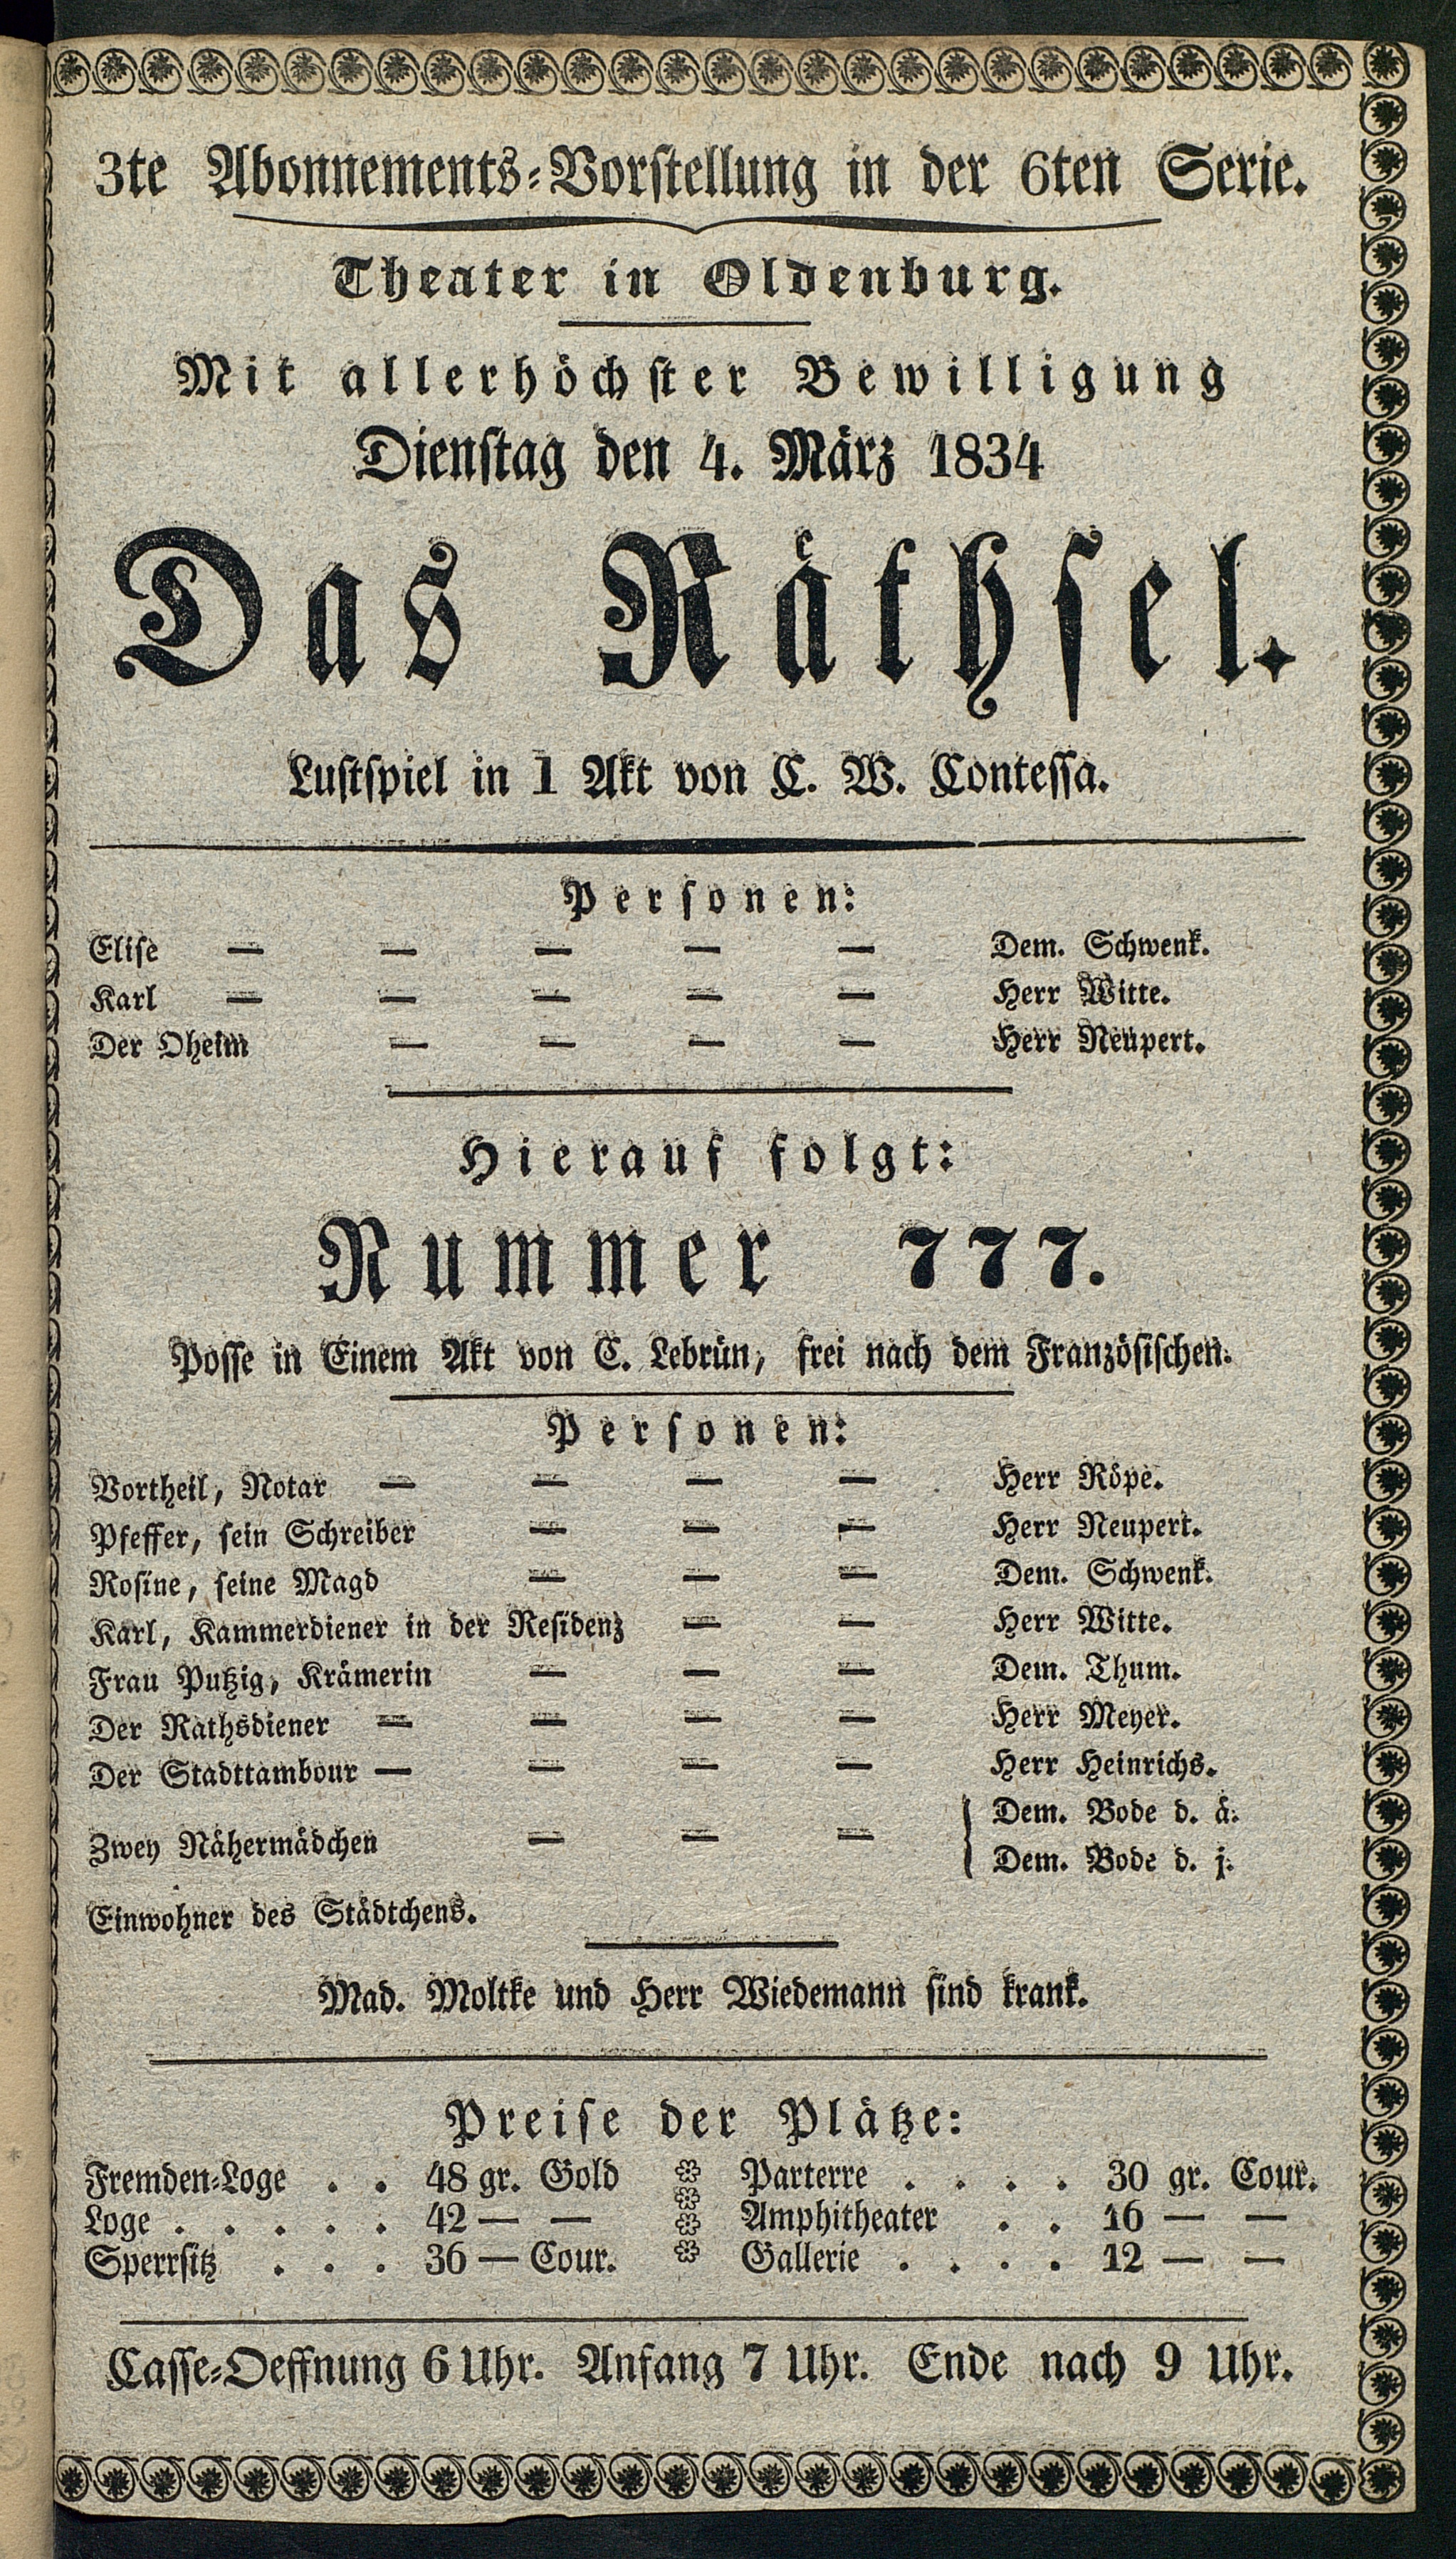 3te Abonnements-Vorstellung in der 6ten Serie.
Theater in Oldenburg.
Mit allerhöchster Bewilligung
Dienstag den 4. März 1834
Das Räthsel.
Lustspiel in 1 Akt von C. W. Contessa.
Personen:
Elise — — — — — Dem. Schwenk.
Karl — — — — — Herr Witte.
Der Oheim — — — — Herr Neupert.
Hierauf folgt:
Nummer 777.
Posse in Einem Akt von C. Lebrün, frei nach dem Französischen.
Personen:
Vortheil, Notar — — — — Herr Röpe.
Pfeffer, sein Schreiber — — — Herr Neupert.
Rosine, seine Magd — — — Dem. Schwenk.
Karl, Kammerdiener in der Residenz — — Herr Witte.
Frau Putzig, Krämerin — — — Dem. Thum.
Der Rathsdiener — — — — Herr Meyer.
Der Stadttambour — — — — Herr Heinrichs.
Zwey Nähermädchen — — — { Dem. Bode d. ä.
Dem. Bode d. j.
Einwohner des Städtchens.
Mad. Moltke und Herr Wiedemann sind krank.
Preise der Plätze:
Fremden-Loge . . 48 gr. Gold Parterre . . . . 30 gr. Cour.
Loge . . . . . 42 — — Amphitheater . . 16 — —
Sperrsitz . . . 36 — Cour. Gallerie . . . . 12 — —
Casse-Oeffnung 6 Uhr. Anfang 7 Uhr. Ende nach 9 Uhr.